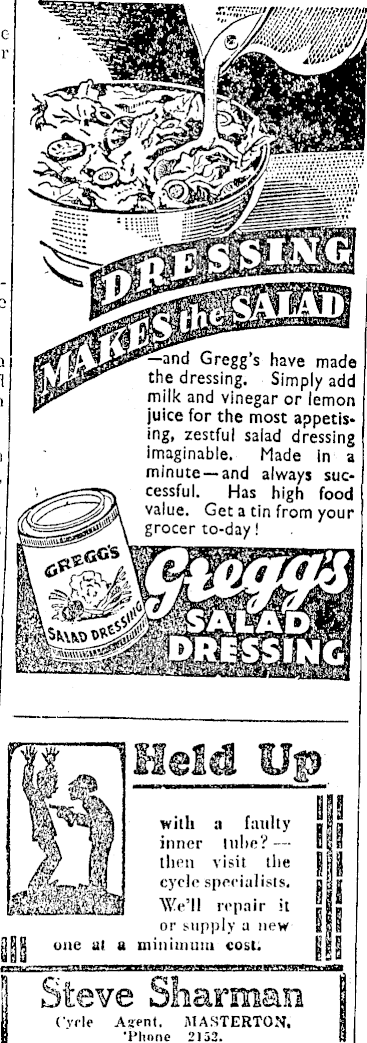 DRESSING
MAKES the SALAD
—and Gregg's have made
the dressing. Simply add
milk and vinegar or lemon
juice for the most appetis-
ing, zestful salad dressing
imaginable. Made in a
minute—and always suc-
cessful. Has high food
value. Get a tin from your
grocer to-day!
GREGG'S
SALAD DRESSING
Gregg's
SALAD
DRESSING
Held Up
with a faulty
inner tube?—
then visit the
cycle specialists.
We'll repair it
or supply a new
one at a minimum cost.
Steve Sharman
Cycle Agent, MASTERTON.
'Phone 2152.